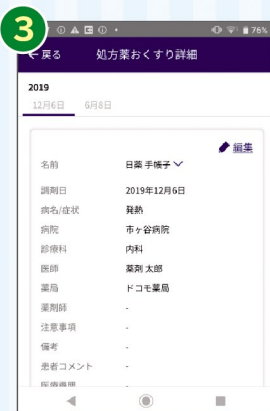 3
76%
←戻る 処方薬おくすり詳細
2019
12月6日 6月8日
編集
名前 日薬 手帳子
調剤日 2019年12月6日
病名/症状 発熱
病院 市ヶ谷病院
診療科 内科
医師 薬剤 太郎
薬局 ドコモ薬局
薬剤師 -
注意事項 -
備考 -
患者コメント -
医療機関